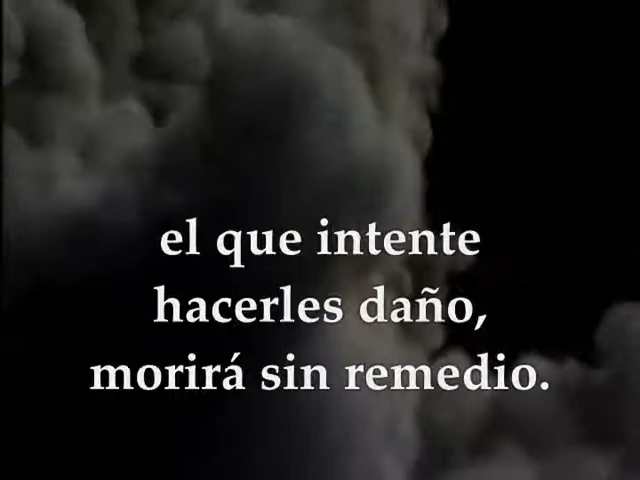 el que intente
hacerles daño,
morirá sin remedio.